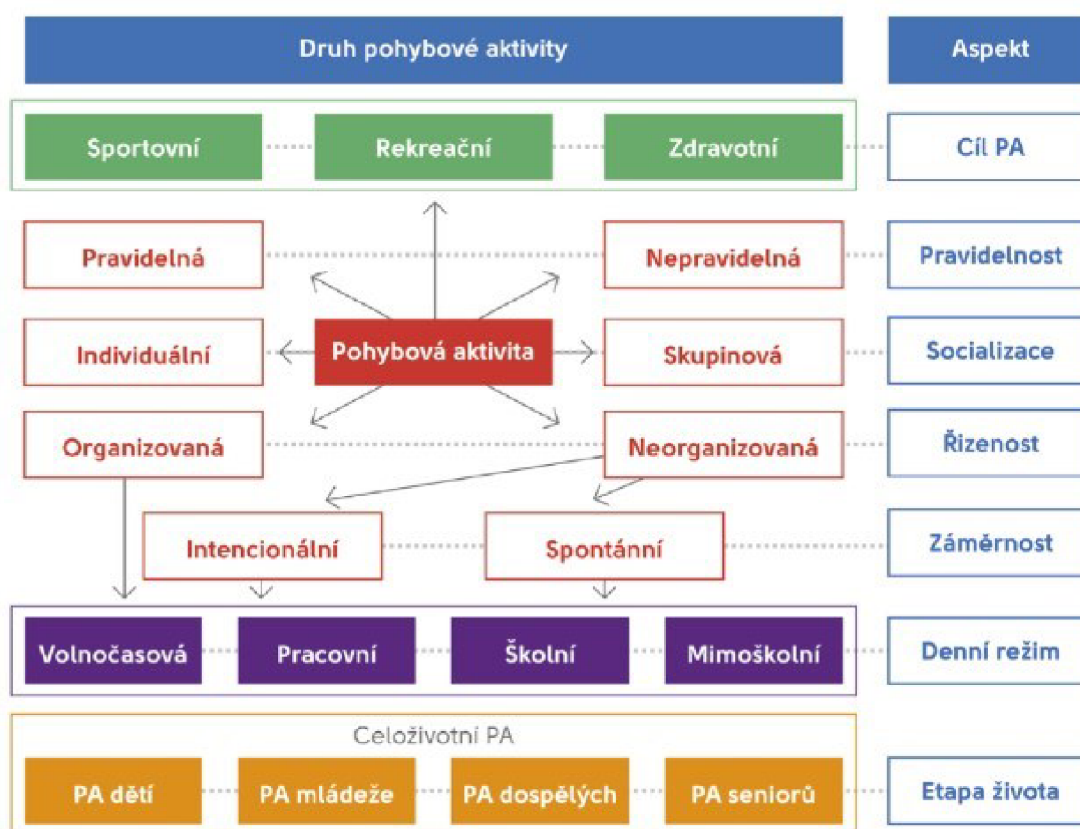 Druh pohybové aktivity Aspekt
Sportovní Rekreační Zdravotní Cíl PA
Pravidelná Nepravidelná Pravidelnost
Individuální Pohybová aktivita Skupinová Socializace
Organizovaná Neorganizovaná Řizenost
Intencionální Spontánní Záměrnost
Volnočasová Pracovní Školní Mimoškolní Denní režim
Celoživotní PA
PA dětí PA mládeže PA dospělých PA seniorů Etapa života